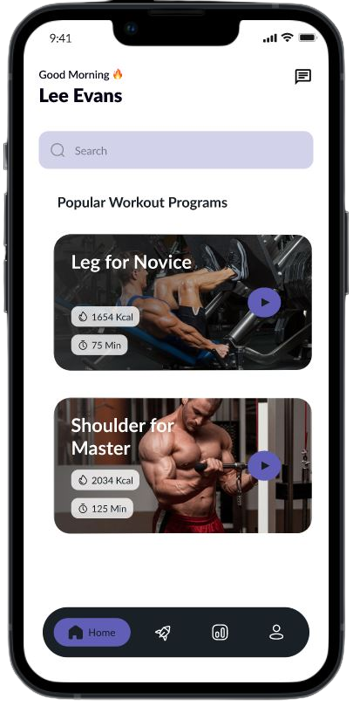 9:41
Good Morning 🔥
Lee Evans
Search
Popular Workout Programs
Leg for Novice
1654 Kcal
75 Min
Shoulder for
Master
2034 Kcal
125 Min
Home